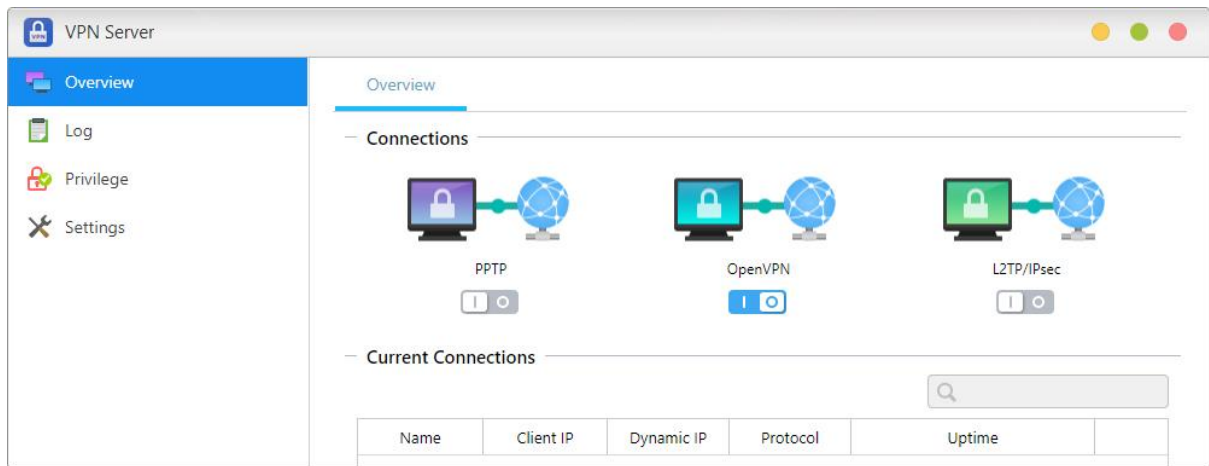 VPN Server
Overview
Log
Privilege
Settings
Overview
Connections
PPTP
OpenVPN
L2TP/IPsec
Current Connections
Name Client IP Dynamic IP Protocol Uptime